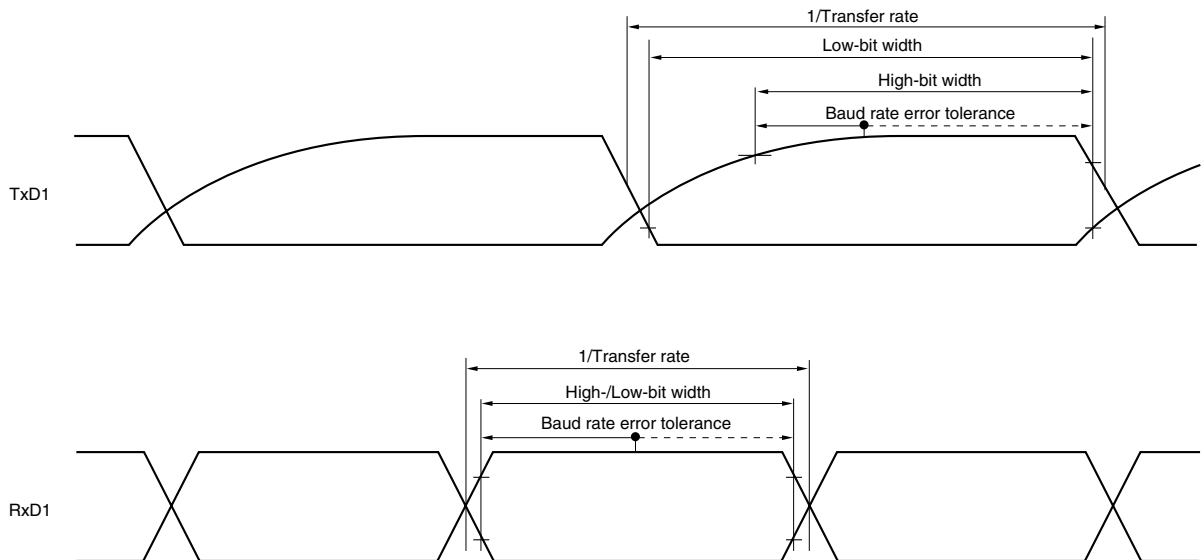 1/Transfer rate
Low-bit width
High-bit width
Baud rate error tolerance
TxD1
1/Transfer rate
High-/Low-bit width
Baud rate error tolerance
RxD1